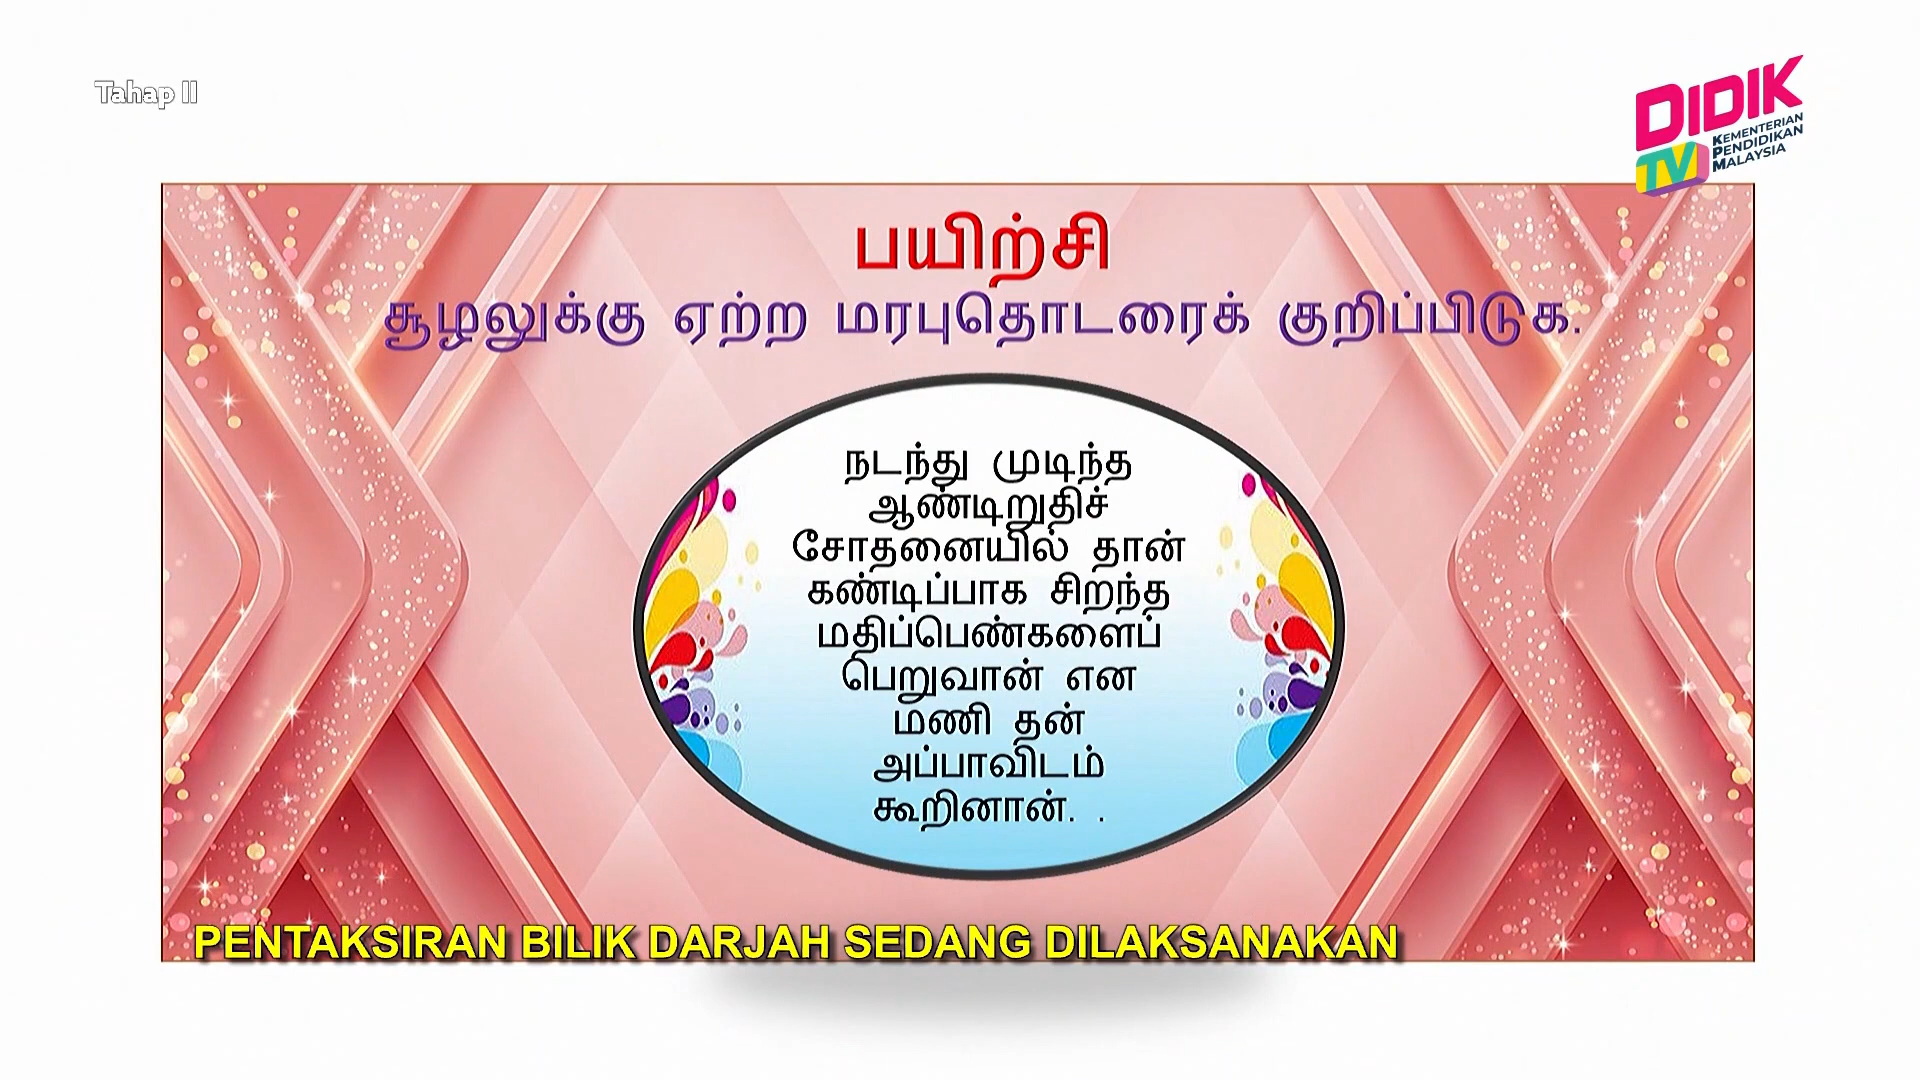 Tahap II
DIDIK
TV
KEMENTERIAN
PENDIDIKAN
MALAYSIA
பயிற்சி
சூழலுக்கு ஏற்ற மரபுதொடரைக் குறிப்பிடுக.
நடந்து முடிந்த
ஆண்டிறுதிச்
சோதனையில் தான்
கண்டிப்பாக சிறந்த
மதிப்பெண்களைப்
பெறுவான் என
மணி தன்
அப்பாவிடம்
கூறினான். .
PENTAKSIRAN BILIK DARJAH SEDANG DILAKSANAKAN